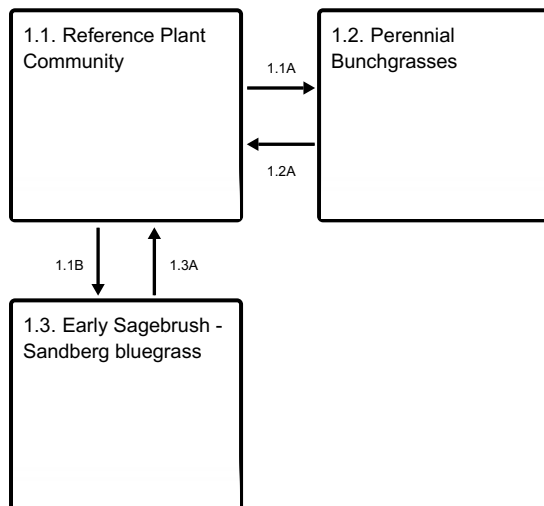 1.1. Reference Plant
Community
1.2. Perennial
Bunchgrasses
1.1A
1.2A
1.1B
1.3A
1.3. Early Sagebrush -
Sandberg bluegrass